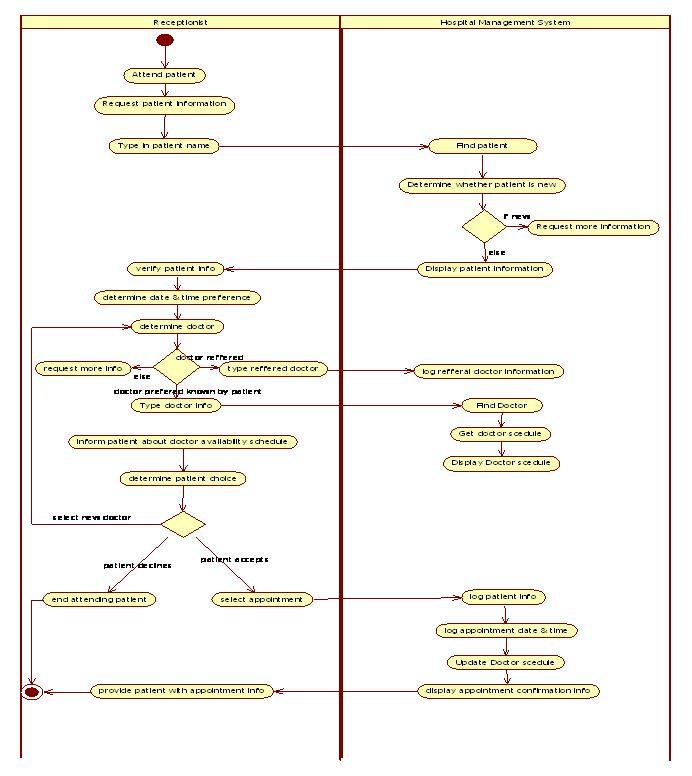 Receptionist
Hospital Management System
Attend patient
Request patient information
Type in patient name
Find patient
Determine whether patient is new
if new
Request more information
else
verify patient info
Display patient information
determine date & time preference
determine doctor
doctor reffered
request more info
type reffered doctor
log refferal doctor information
else
doctor prefered known by patient
Type doctor info
Find Doctor
Get doctor scedule
Inform patient about doctor availability schedule
Display Doctor scedule
determine patient choice
select new doctor
patient declines
patient accepts
end attending patient
select appointment
log patient info
log appointment date & time
Update Doctor scedule
provide patient with appointment info
display appointment confirmation info